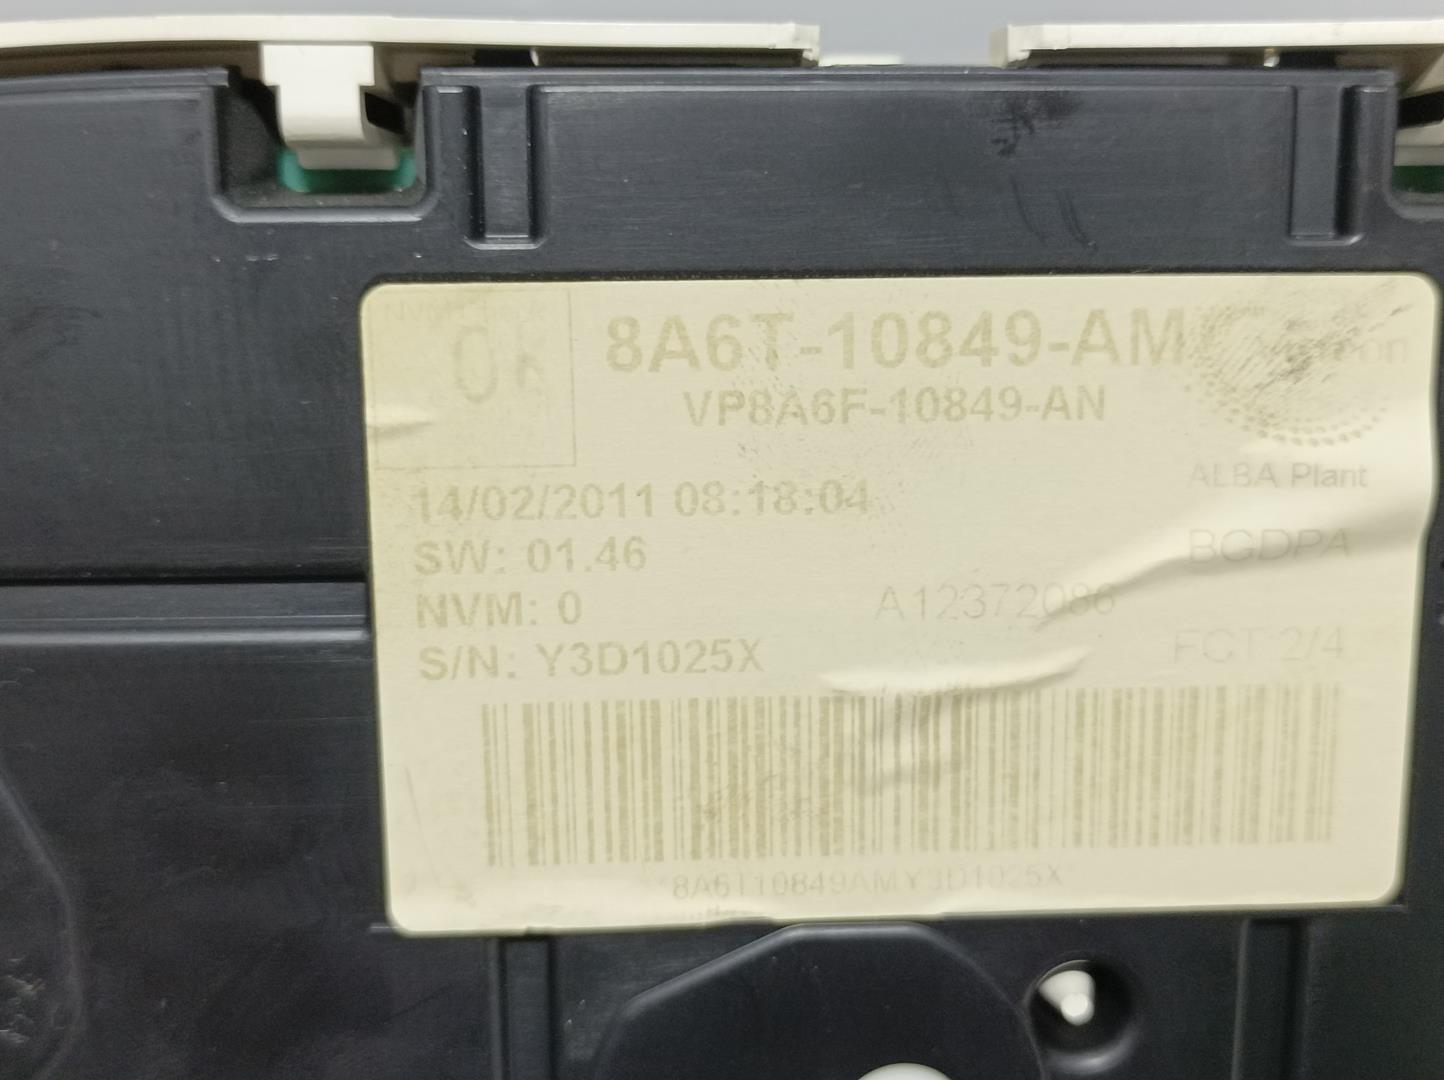 OK
8A6T-10849-AM
Visteon
VP8A6F-10849-AN
ALBA Plant
14/02/2011 08:18:04
SW: 01.46
BGDPA
NVM: 0
A12372086
S/N: Y3D1025X
FCT:2/4
*8A6T10849AMY3D1025X*